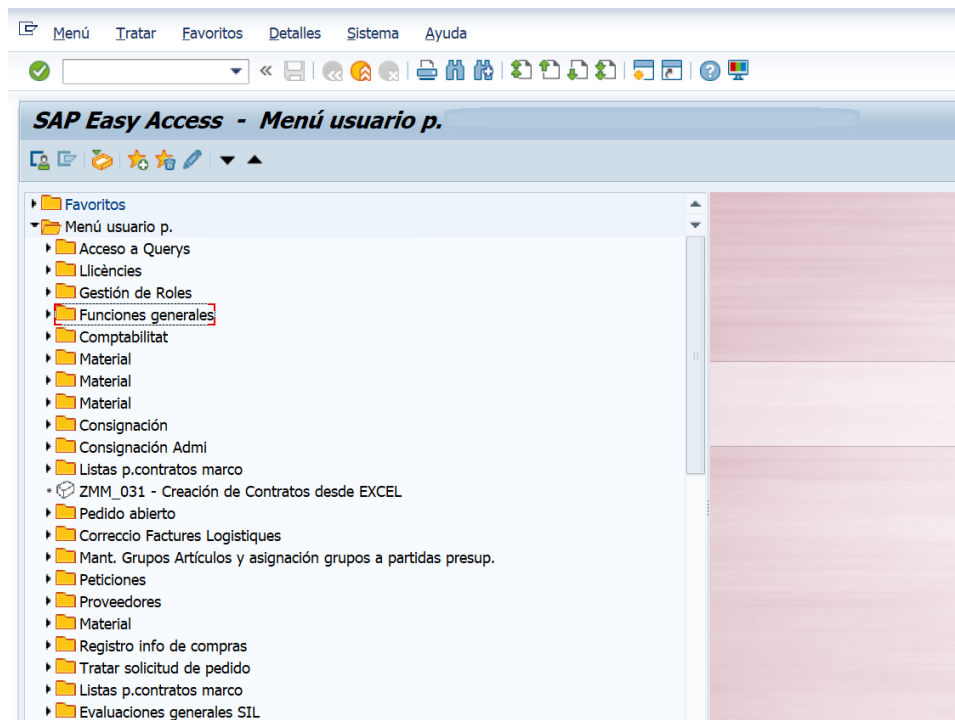 Menú Tratar Favoritos Detalles Sistema Ayuda
SAP Easy Access - Menú usuario p.
Favoritos
Menú usuario p.
Acceso a Querys
Llicències
Gestión de Roles
Funciones generales
Comptabilitat
Material
Material
Material
Consignación
Consignación Admi
Listas p.contratos marco
ZMM_031 - Creación de Contratos desde EXCEL
Pedido abierto
Correccio Factures Logistiques
Mant. Grupos Artículos y asignación grupos a partidas presup.
Peticiones
Proveedores
Material
Registro info de compras
Tratar solicitud de pedido
Listas p.contratos marco
Evaluaciones generales SIL